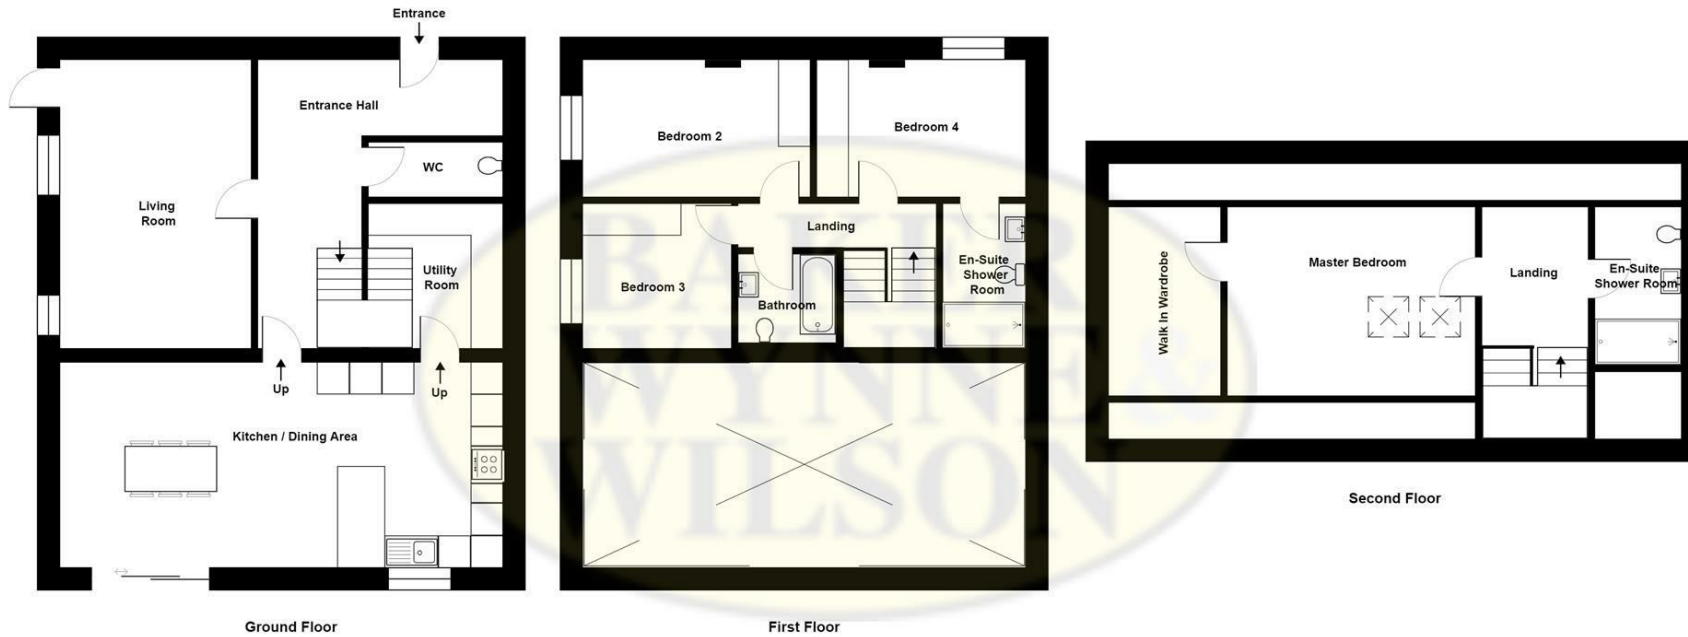 Entrance
Entrance Hall
WC
Living
Room
Utility
Room
Up
Up
Kitchen / Dining Area
Ground Floor
Bedroom 2
Bedroom 4
Landing
Bedroom 3
Bathroom
En-Suite
Shower
Room
First Floor
Walk In Wardrobe
Master Bedroom
Landing
En-Suite
Shower Room
Second Floor
BAKER
WYNNE &
WILSON